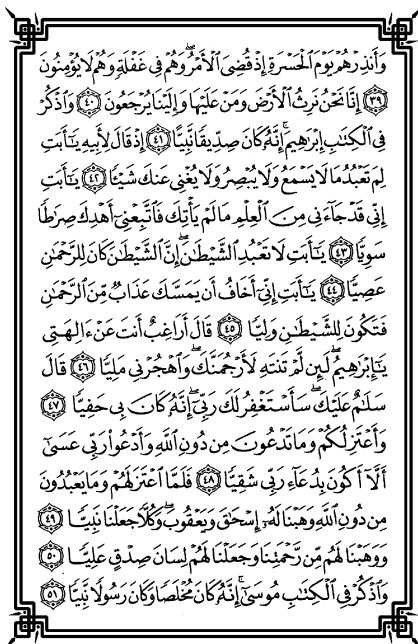 وَأَنذِرْهُمْ يَوْمَ ٱلْحَسْرَةِ إِذْ قُضِيَ ٱلْأَمْرُ وَهُمْ فِي غَفْلَةٍ وَهُمْ لَا يُؤْمِنُونَ
﴿٣٩﴾ إِنَّا نَحْنُ نَرِثُ ٱلْأَرْضَ وَمَنْ عَلَيْهَا وَإِلَيْنَا يُرْجَعُونَ ﴿٤٠﴾ وَٱذْكُرْ
فِي ٱلْكِتَٰبِ إِبْرَٰهِيمَ ۚ إِنَّهُۥ كَانَ صِدِّيقًا نَّبِيًّا ﴿٤١﴾ إِذْ قَالَ لِأَبِيهِ يَٰٓأَبَتِ
لِمَ تَعْبُدُ مَا لَا يَسْمَعُ وَلَا يُبْصِرُ وَلَا يُغْنِي عَنكَ شَيْـًٔا ﴿٤٢﴾ يَٰٓأَبَتِ
إِنِّي قَدْ جَآءَنِي مِنَ ٱلْعِلْمِ مَا لَمْ يَأْتِكَ فَٱتَّبِعْنِيٓ أَهْدِكَ صِرَٰطًا
سَوِيًّا ﴿٤٣﴾ يَٰٓأَبَتِ لَا تَعْبُدِ ٱلشَّيْطَٰنَ ۖ إِنَّ ٱلشَّيْطَٰنَ كَانَ لِلرَّحْمَٰنِ
عَصِيًّا ﴿٤٤﴾ يَٰٓأَبَتِ إِنِّيٓ أَخَافُ أَن يَمَسَّكَ عَذَابٌ مِّنَ ٱلرَّحْمَٰنِ
فَتَكُونَ لِلشَّيْطَٰنِ وَلِيًّا ﴿٤٥﴾ قَالَ أَرَاغِبٌ أَنتَ عَنْ ءَالِهَتِي
يَٰٓإِبْرَٰهِيمُ ۖ لَئِن لَّمْ تَنتَهِ لَأَرْجُمَنَّكَ ۖ وَٱهْجُرْنِي مَلِيًّا ﴿٤٦﴾ قَالَ
سَلَٰمٌ عَلَيْكَ ۖ سَأَسْتَغْفِرُ لَكَ رَبِّيٓ ۖ إِنَّهُۥ كَانَ بِي حَفِيًّا ﴿٤٧﴾
وَأَعْتَزِلُكُمْ وَمَا تَدْعُونَ مِن دُونِ ٱللَّهِ وَأَدْعُوا۟ رَبِّي عَسَىٰٓ
أَلَّآ أَكُونَ بِدُعَآءِ رَبِّي شَقِيًّا ﴿٤٨﴾ فَلَمَّا ٱعْتَزَلَهُمْ وَمَا يَعْبُدُونَ
مِن دُونِ ٱللَّهِ وَهَبْنَا لَهُۥٓ إِسْحَٰقَ وَيَعْقُوبَ ۖ وَكُلًّا جَعَلْنَا نَبِيًّا ﴿٤٩﴾
وَوَهَبْنَا لَهُم مِّن رَّحْمَتِنَا وَجَعَلْنَا لَهُمْ لِسَانَ صِدْقٍ عَلِيًّا ﴿٥٠﴾
وَٱذْكُرْ فِي ٱلْكِتَٰبِ مُوسَىٰٓ ۚ إِنَّهُۥ كَانَ مُخْلَصًا وَكَانَ رَسُولًا نَّبِيًّا ﴿٥١﴾